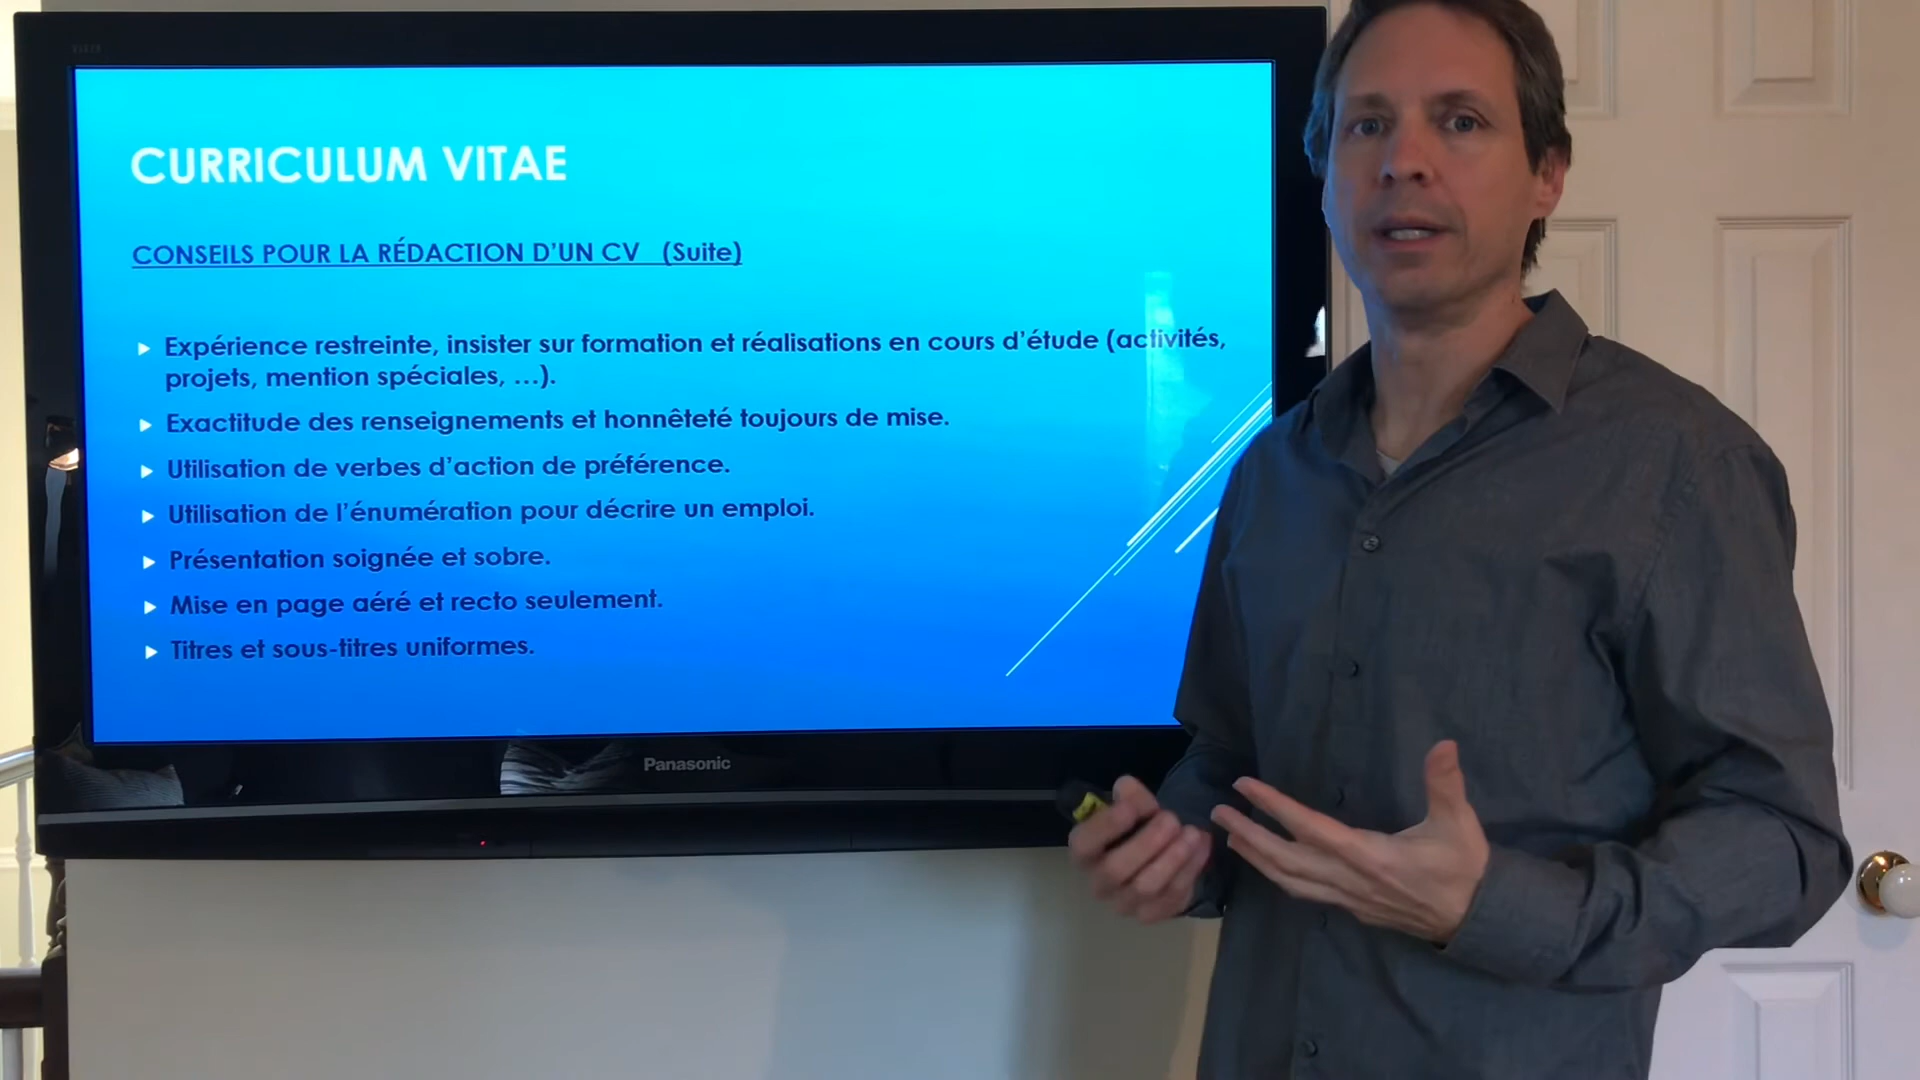 CURRICULUM VITAE
CONSEILS POUR LA RÉDACTION D'UN CV (Suite)
Expérience restreinte, insister sur formation et réalisations en cours d'étude (activités,
projets, mention spéciales, ...).
Exactitude des renseignements et honnêteté toujours de mise.
Utilisation de verbes d'action de préférence.
Utilisation de l'énumération pour décrire un emploi.
Présentation soignée et sobre.
Mise en page aéré et recto seulement.
Titres et sous-titres uniformes.
Panasonic